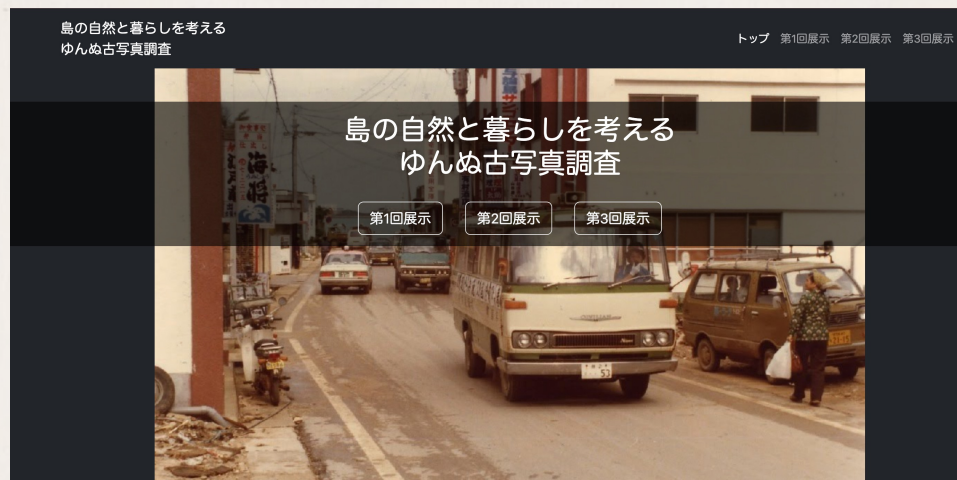 島の自然と暮らしを考える
ゆんぬ古写真調査
トップ 第1回展示 第2回展示 第3回展示
島の自然と暮らしを考える
ゆんぬ古写真調査
第1回展示 第2回展示 第3回展示
海将
53